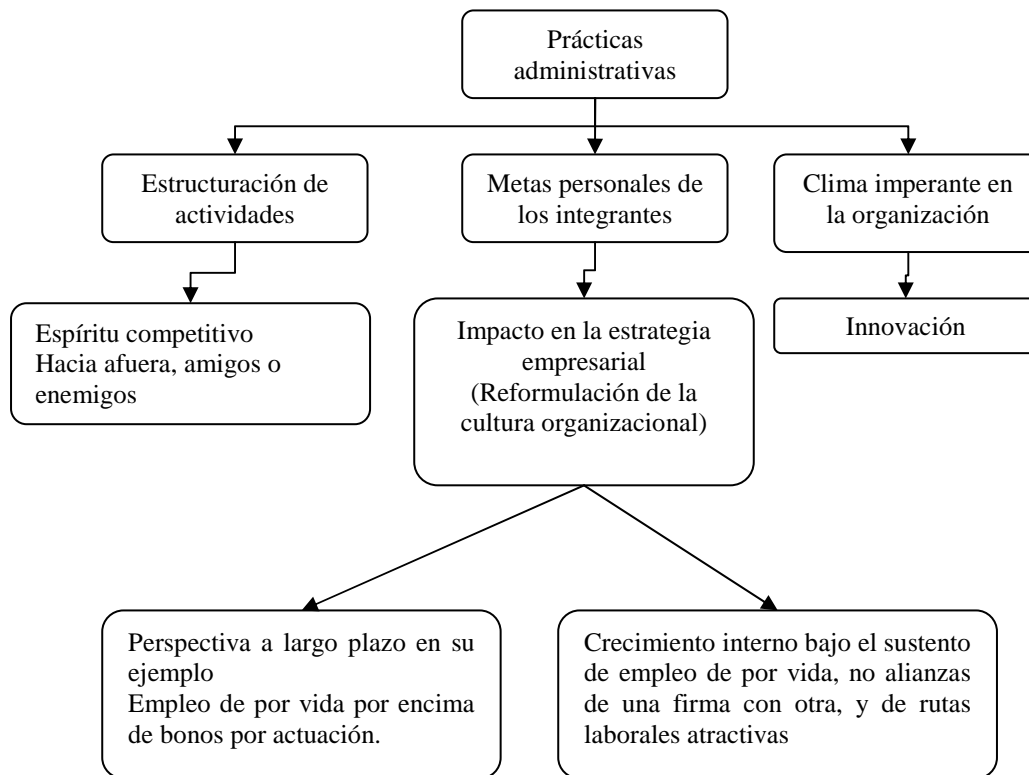 Prácticas
administrativas
Estructuración de
actividades
Metas personales de
los integrantes
Clima imperante en
la organización
Espíritu competitivo
Hacia afuera, amigos o
enemigos
Impacto en la estrategia
empresarial
(Reformulación de la
cultura organizacional)
Innovación
Perspectiva a largo plazo en su
ejemplo
Empleo de por vida por encima
de bonos por actuación.
Crecimiento interno bajo el sustento
de empleo de por vida, no alianzas
de una firma con otra, y de rutas
laborales atractivas